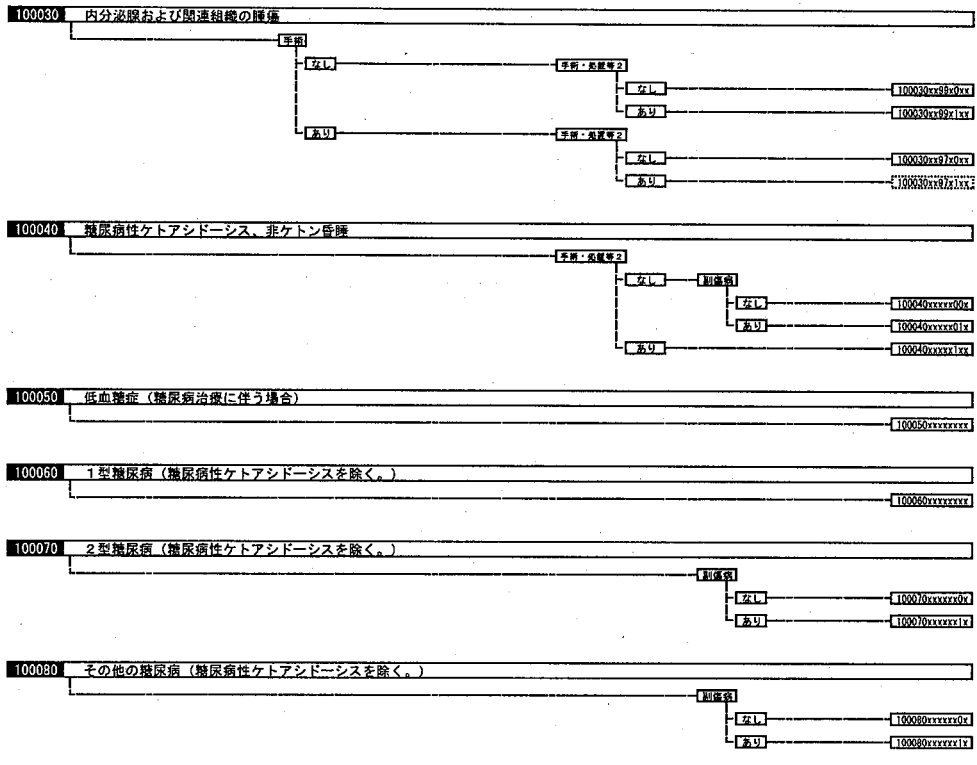 100030 内分泌腺および関連組織の腫瘍
手術
なし 手術・処置等2
なし 100030xx99x0xx
あり 100030xx99x1xx
あり 手術・処置等2
なし 100030xx97x0xx
あり 100030xx97x1xx
100040 糖尿病性ケトアシドーシス、非ケトン昏睡
手術・処置等2
なし 副傷病
なし 100040xxxxx00x
あり 100040xxxxx01x
あり 100040xxxxx1xx
100050 低血糖症(糖尿病治療に伴う場合)
100050xxxxxxxx
100060 1型糖尿病(糖尿病性ケトアシドーシスを除く。)
100060xxxxxxxx
100070 2型糖尿病(糖尿病性ケトアシドーシスを除く。)
副傷病
なし 100070xxxxxx0x
あり 100070xxxxxx1x
100080 その他の糖尿病(糖尿病性ケトアシドーシスを除く。)
副傷病
なし 100080xxxxxx0x
あり 100080xxxxxx1x